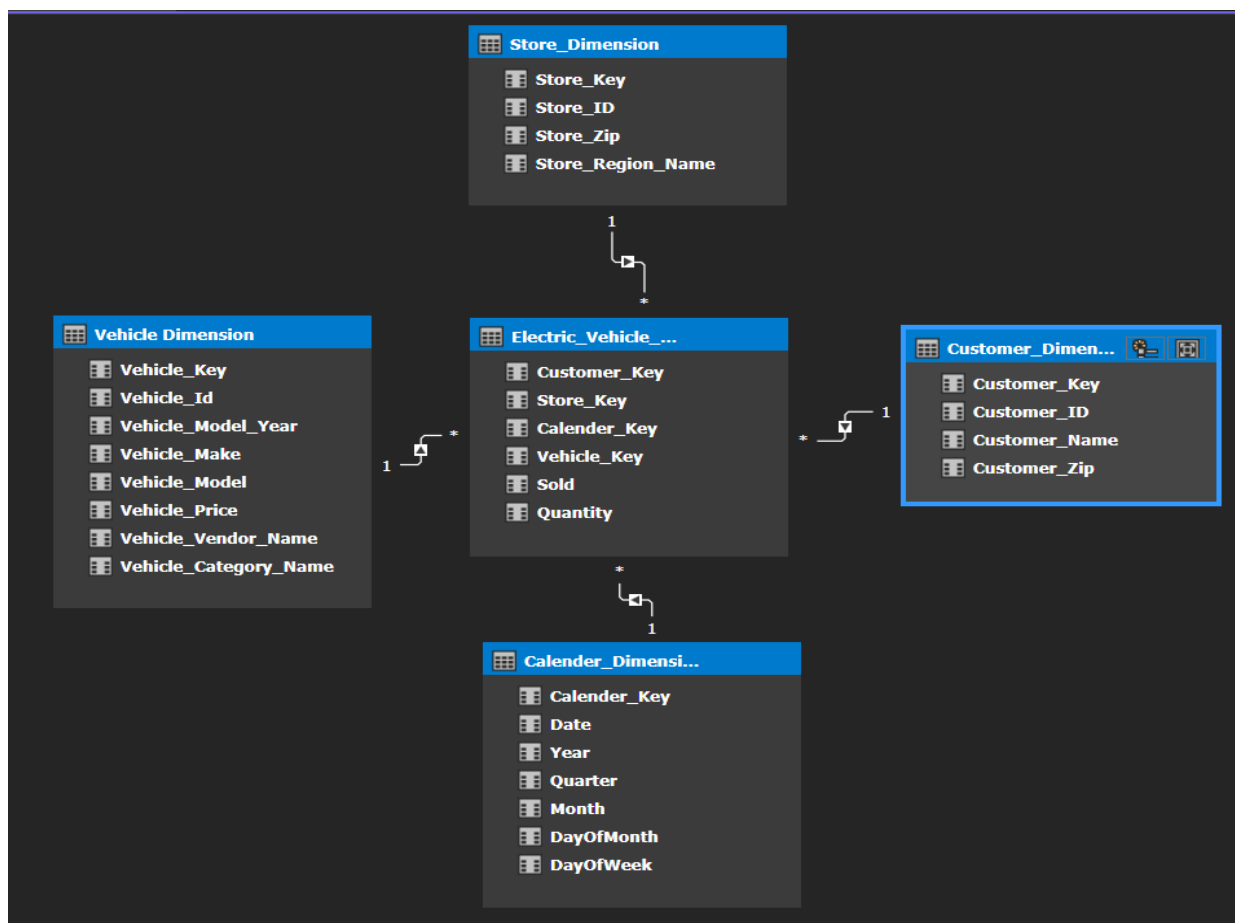 Store_Dimension
Store_Key
Store_ID
Store_Zip
Store_Region_Name
1
*
Vehicle Dimension
Vehicle_Key
Vehicle_Id
Vehicle_Model_Year
Vehicle_Make
Vehicle_Model
Vehicle_Price
Vehicle_Vendor_Name
Vehicle_Category_Name
1
*
Electric_Vehicle_...
Customer_Key
Store_Key
Calender_Key
Vehicle_Key
Sold
Quantity
*
1
Customer_Dimen...
Customer_Key
Customer_ID
Customer_Name
Customer_Zip
*
1
Calender_Dimensi...
Calender_Key
Date
Year
Quarter
Month
DayOfMonth
DayOfWeek